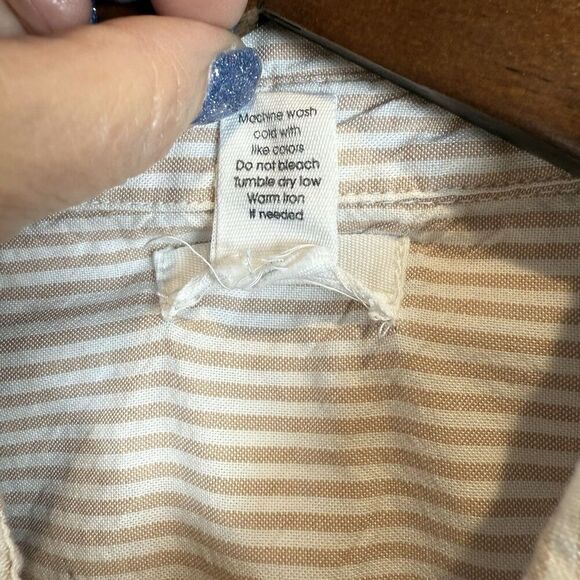 Machine wash
cold with
like colors
Do not bleach
Tumble dry low
Warm iron
if needed